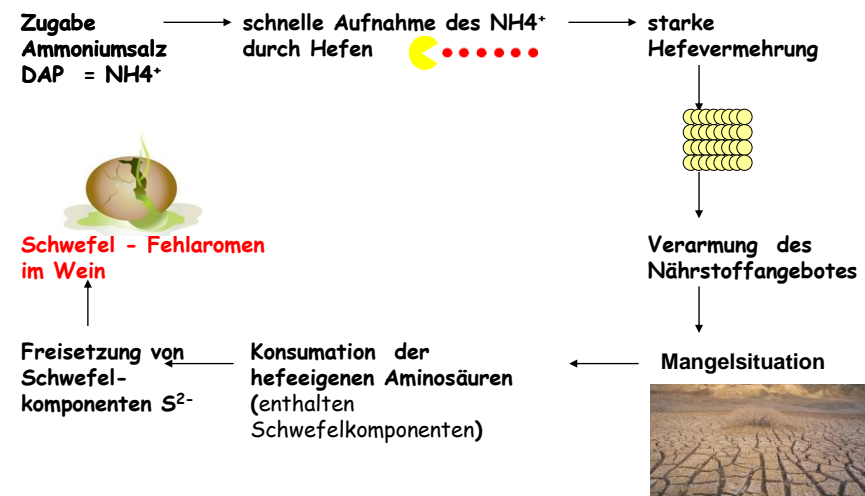 Zugabe
Ammoniumsalz
DAP = NH4⁺
schnelle Aufnahme des NH4⁺
durch Hefen
starke
Hefevermehrung
Verarmung des
Nährstoffangebotes
Mangelsituation
Konsumation der
hefeeigenen Aminosäuren
(enthalten
Schwefelkomponenten)
Freisetzung von
Schwefel-
komponenten S²⁻
Schwefel - Fehlaromen
im Wein